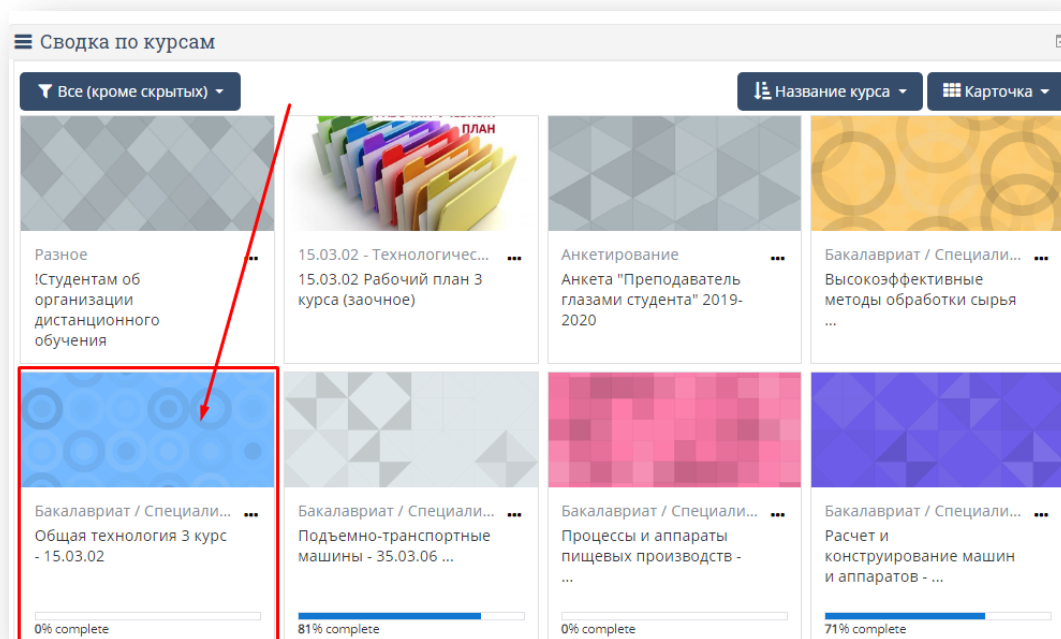 Сводка по курсам
Все (кроме скрытых)
Название курса
Карточка
ПЛАН
Разное
!Студентам об
организации
дистанционного
обучения
15.03.02 - Технологичес...
15.03.02 Рабочий план 3
курса (заочное)
Анкетирование
Анкета "Преподаватель
глазами студента" 2019-
2020
Бакалавриат / Специали...
Высокоэффективные
методы обработки сырья
...
Бакалавриат / Специали...
Общая технология 3 курс
- 15.03.02
0% complete
Бакалавриат / Специали...
Подъемно-транспортные
машины - 35.03.06 ...
81% complete
Бакалавриат / Специали...
Процессы и аппараты
пищевых производств -
...
0% complete
Бакалавриат / Специали...
Расчет и
конструирование машин
и аппаратов - ...
71% complete